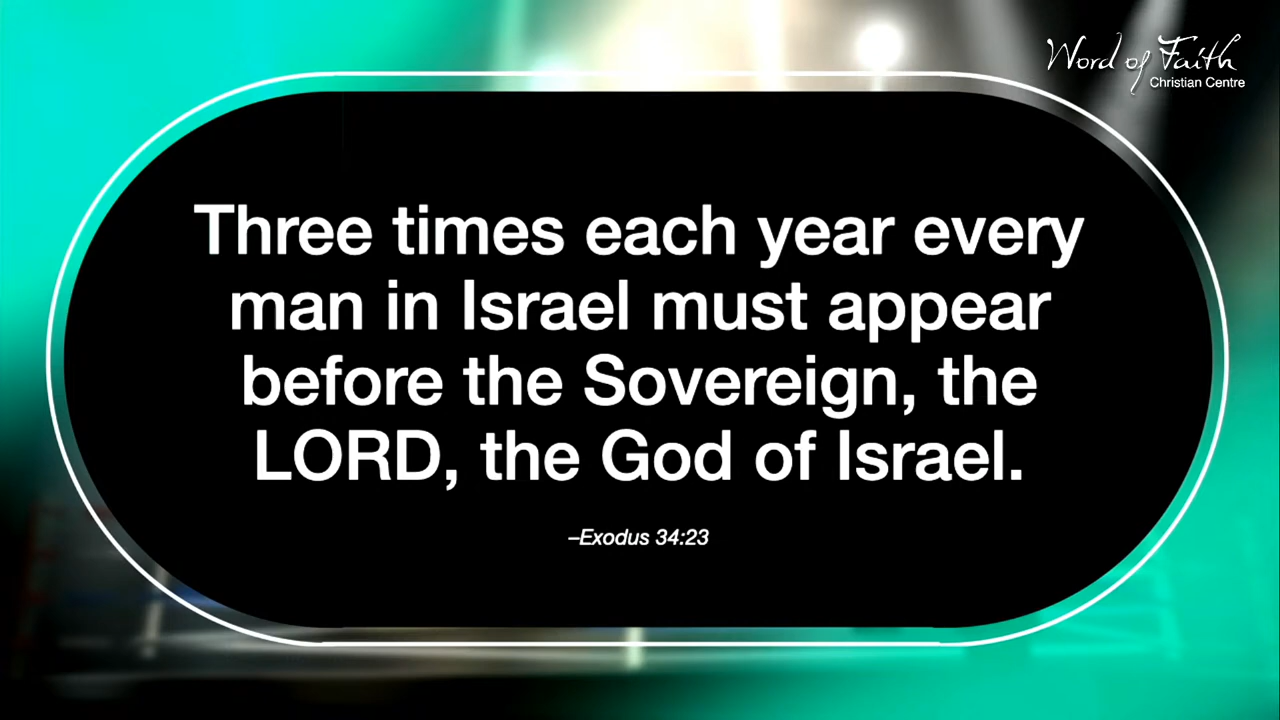 Word of Faith
Christian Centre
Three times each year every
man in Israel must appear
before the Sovereign, the
LORD, the God of Israel.
–Exodus 34:23